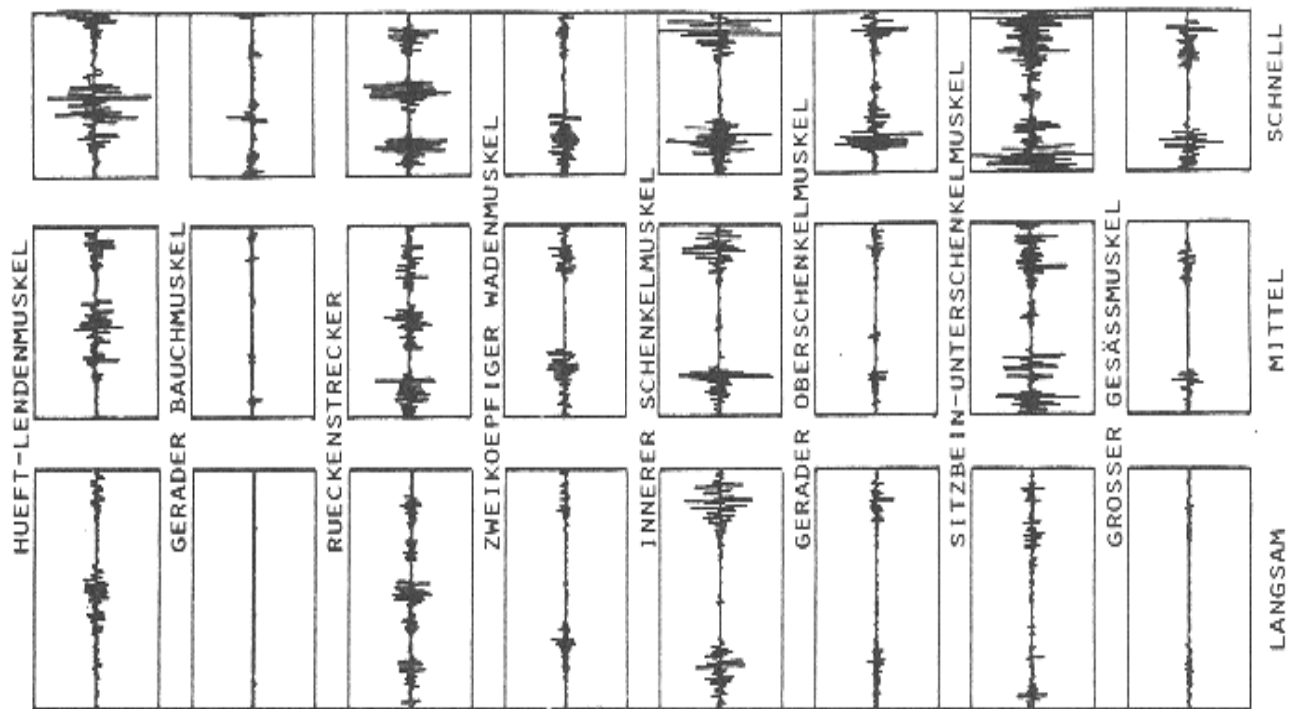 HUEFT-LENDENMUSKEL
GERADER BAUCHMUSKEL
RUECKENSTRECKER
ZWEIKOEPFIGER WADENMUSKEL
INNERER SCHENKELMUSKEL
GERADER OBERSCHENKELMUSKEL
SITZBEIN-UNTERSCHENKELMUSKEL
GROSSER GESÄSSMUSKEL
LANGSAM
MITTEL
SCHNELL